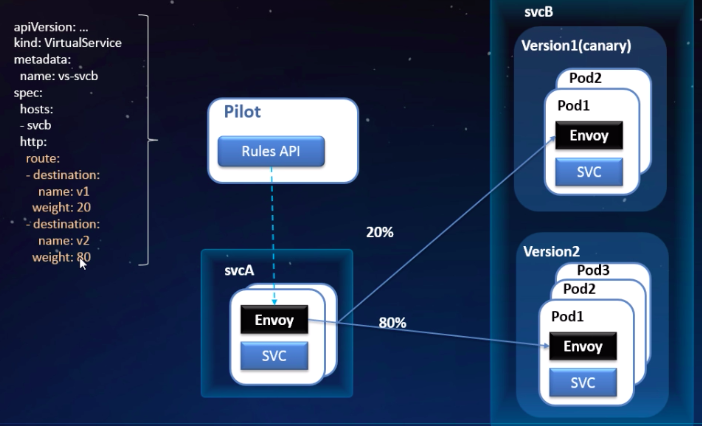 apiVersion: ...
kind: VirtualService
metadata:
name: vs-svcb
spec:
hosts:
- svcb
http:
route:
- destination:
name: v1
weight: 20
- destination:
name: v2
weight: 80
Pilot
Rules API
svcA
Envoy
SVC
20%
80%
svcB
Version1(canary)
Pod2
Pod1
Envoy
SVC
Version2
Pod3
Pod2
Pod1
Envoy
SVC